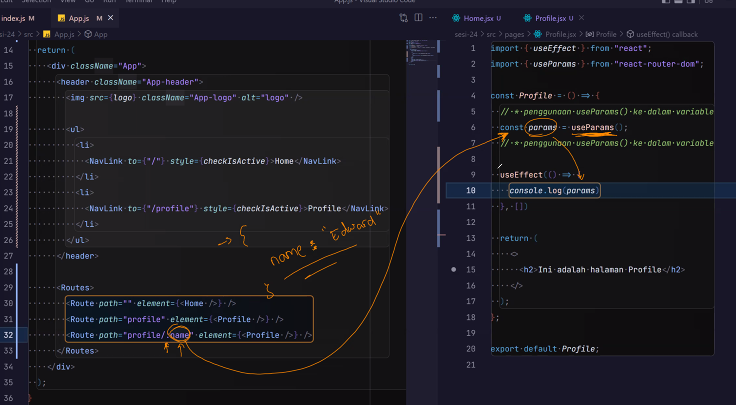 Selection View Go Run Terminal Help App.js - Visual Studio Code
index.js M App.js M × Home.jsx U Profile.jsx U ×
sesi-24 > src > App.js > App
sesi-24 > src > pages > Profile.jsx > Profile > useEffect() callback
14 return (
15 <div className="App">
16 <header className="App-header">
17 <img src={logo} className="App-logo" alt="logo" />
18
19 <ul>
20 <li>
21 <NavLink to={"/"} style={checkIsActive}>Home</NavLink>
22 </li>
23 <li>
24 <NavLink to={"/profile"} style={checkIsActive}>Profile</NavLink>
25 </li>
26 </ul>
27 </header>
28
29 <Routes>
30 <Route path="" element={<Home />} />
31 <Route path="profile" element={<Profile />} />
32 <Route path="profile/:name" element={<Profile />} />
33 </Routes>
34 </div>
35 );
36 }
{
name : "Edward"
}
1 import { useEffect } from "react";
2 import { useParams } from "react-router-dom";
3
4 const Profile = () => {
5 // * penggunaan useParams() ke dalam variable
6 const params = useParams();
7 // * penggunaan useParams() ke dalam variable
8
9 useEffect(() => {
10 console.log(params)
11 }, [])
12
13 return (
14 <>
15 <h2>Ini adalah halaman Profile</h2>
16 </>
17 );
18 };
19
20 export default Profile;
21